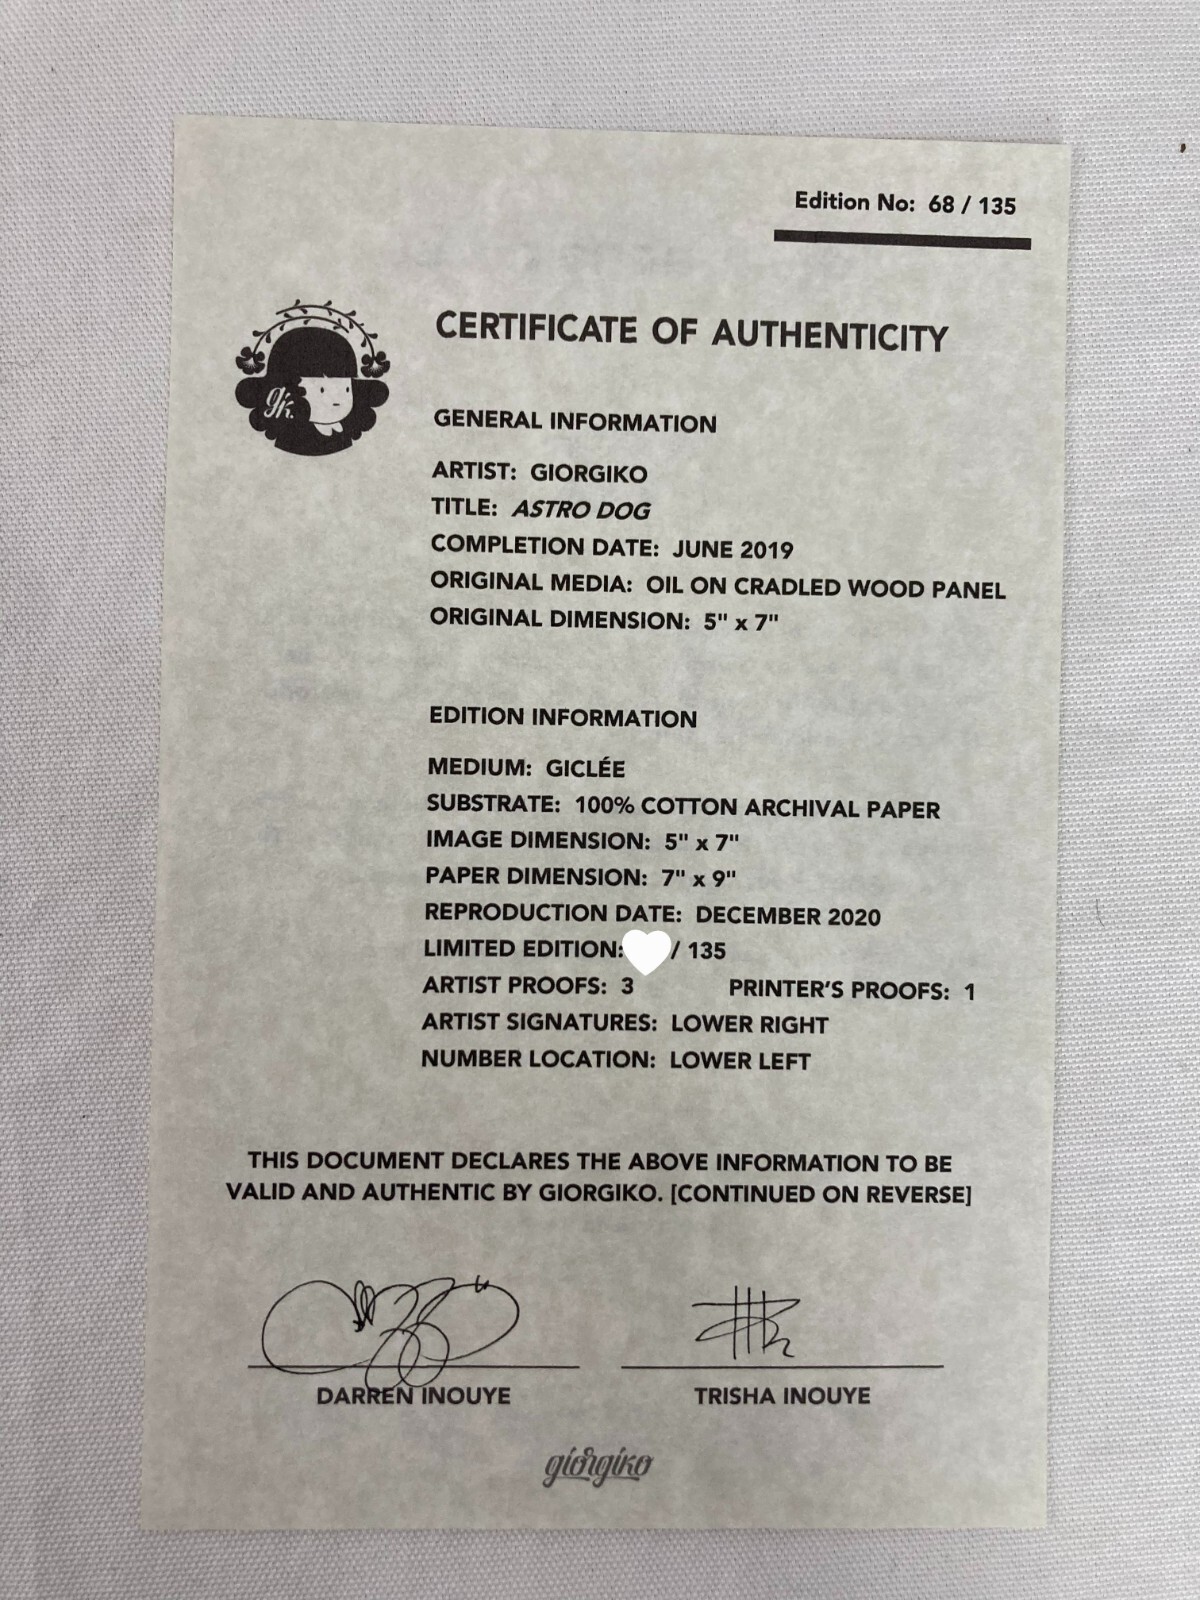 Edition No: 68 / 135
CERTIFICATE OF AUTHENTICITY
gk.
GENERAL INFORMATION
ARTIST: GIORGIKO
TITLE: ASTRO DOG
COMPLETION DATE: JUNE 2019
ORIGINAL MEDIA: OIL ON CRADLED WOOD PANEL
ORIGINAL DIMENSION: 5" x 7"
EDITION INFORMATION
MEDIUM: GICLÉE
SUBSTRATE: 100% COTTON ARCHIVAL PAPER
IMAGE DIMENSION: 5" x 7"
PAPER DIMENSION: 7" x 9"
REPRODUCTION DATE: DECEMBER 2020
LIMITED EDITION: / 135
ARTIST PROOFS: 3 PRINTER'S PROOFS: 1
ARTIST SIGNATURES: LOWER RIGHT
NUMBER LOCATION: LOWER LEFT
THIS DOCUMENT DECLARES THE ABOVE INFORMATION TO BE
VALID AND AUTHENTIC BY GIORGIKO. [CONTINUED ON REVERSE]
DARREN INOUYE TRISHA INOUYE
giorgiko